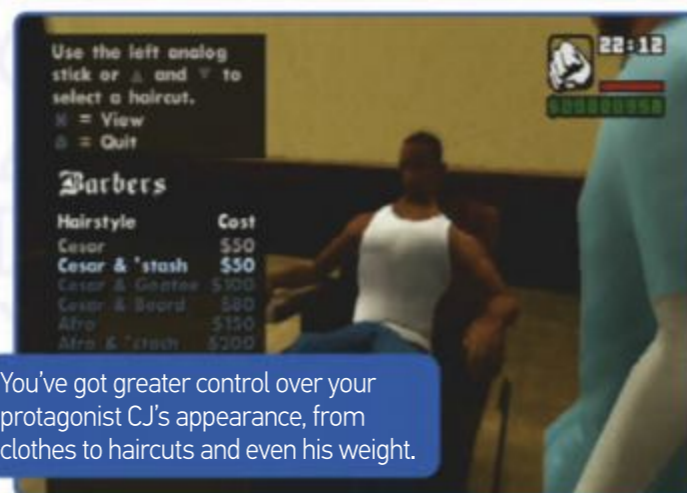 Use the left analog
stick or ▲ and ▼ to
select a haircut.
= View
= Quit
22:12
Barbers
Hairstyle Cost
Cesar $50
Cesar & 'stash $50
Cesar & Goatee $100
Cesar & Beard $80
Afro $150
Afro & 'stash $200
You've got greater control over your
protagonist CJ's appearance, from
clothes to haircuts and even his weight.